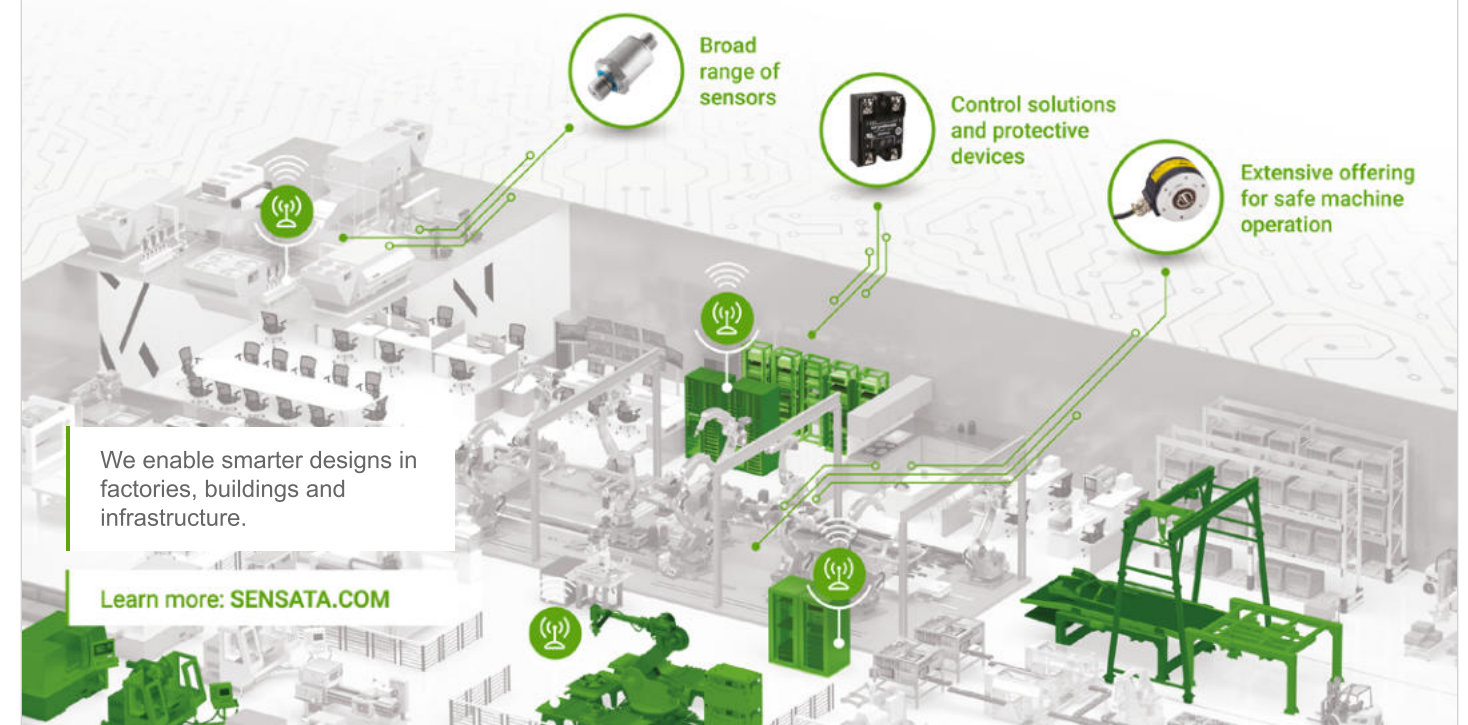 Broad
range of
sensors
Control solutions
and protective
devices
Extensive offering
for safe machine
operation
We enable smarter designs in
factories, buildings and
infrastructure.
Learn more: SENSATA.COM